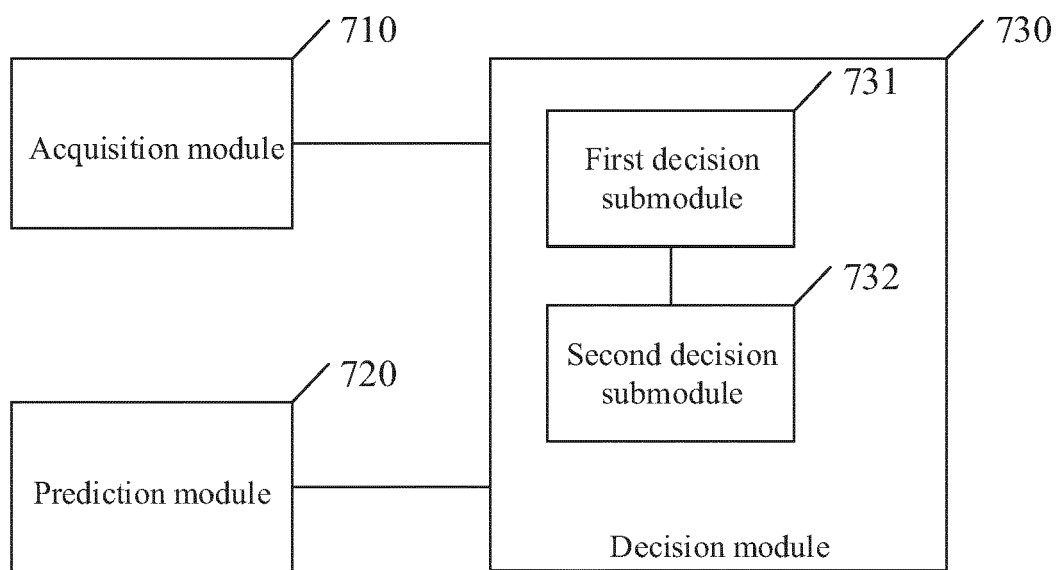 710
Acquisition module
730
731
First decision
submodule
732
Second decision
submodule
720
Prediction module
Decision module